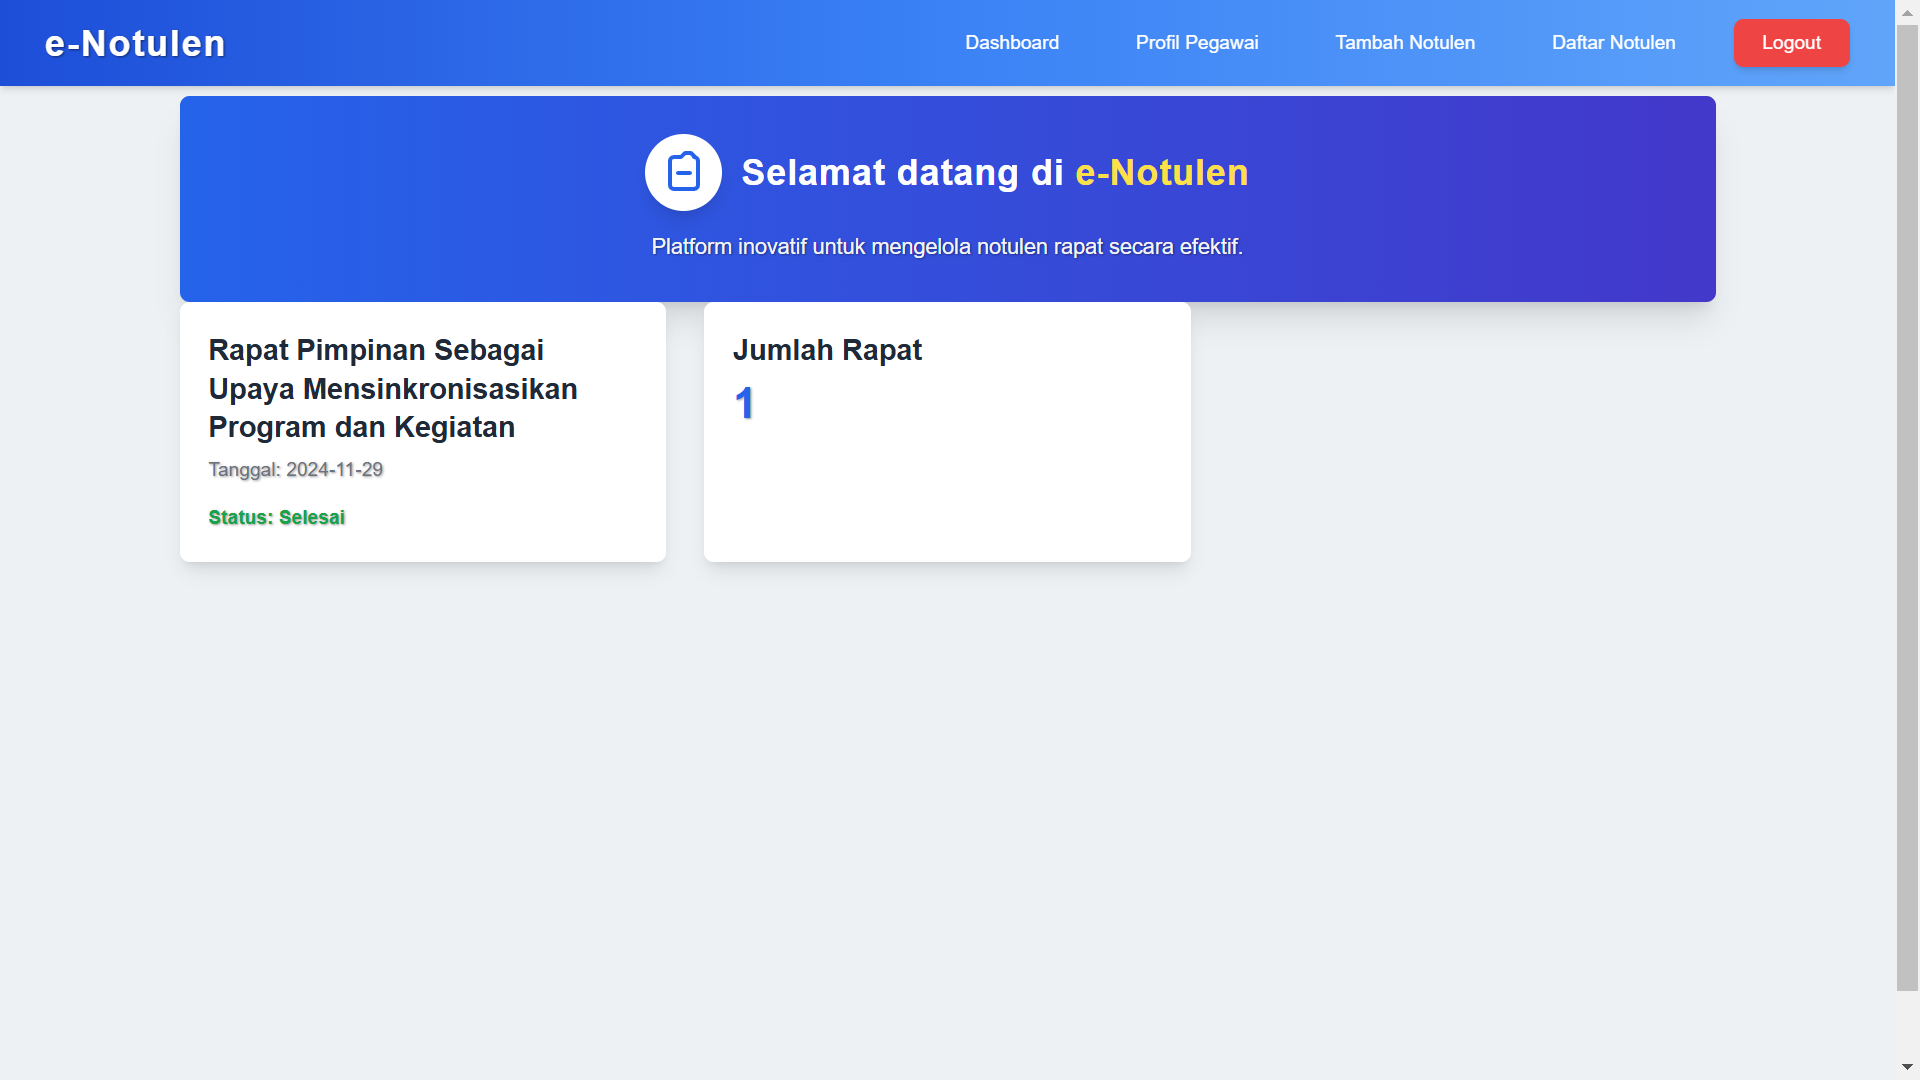 e-Notulen
Dashboard
Profil Pegawai
Tambah Notulen
Daftar Notulen
Logout
Selamat datang di e-Notulen
Platform inovatif untuk mengelola notulen rapat secara efektif.
Rapat Pimpinan Sebagai
Upaya Mensinkronisasikan
Program dan Kegiatan
Tanggal: 2024-11-29
Status: Selesai
Jumlah Rapat
1